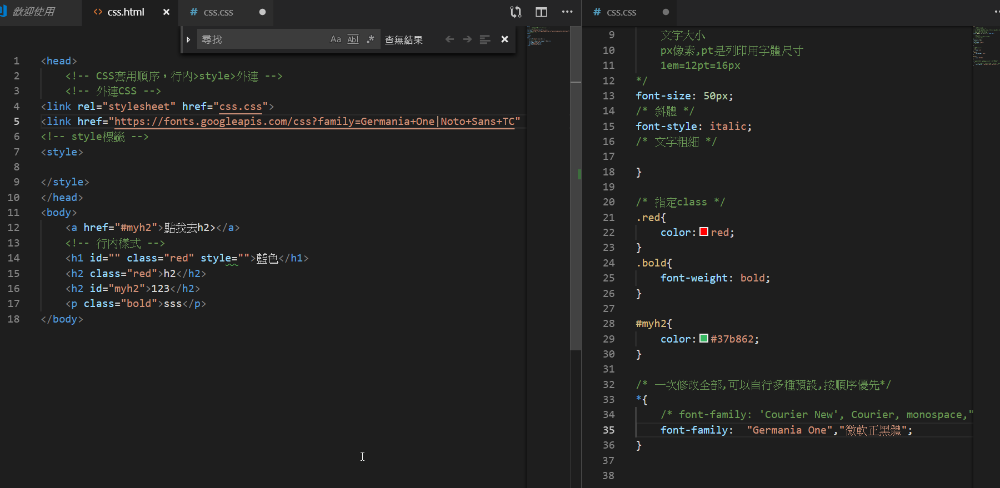 歡迎使用
<> css.html ×
# css.css ●
# css.css ●
尋找 Aa Abl .* 查無結果
1 <head>
2 <!-- CSS套用順序，行內>style>外連 -->
3 <!-- 外連CSS -->
4 <link rel="stylesheet" href="css.css">
5 <link href="https://fonts.googleapis.com/css?family=Germania+One|Noto+Sans+TC"
6 <!-- style標籤 -->
7 <style>
8
9 </style>
10 </head>
11 <body>
12 <a href="#myh2">點我去h2></a>
13 <!-- 行內樣式 -->
14 <h1 id="" class="red" style="">藍色</h1>
15 <h2 class="red">h2</h2>
16 <h2 id="myh2">123</h2>
17 <p class="bold">sss</p>
18 </body>
9 文字大小
10 px像素,pt是列印用字體尺寸
11 1em=12pt=16px
12 */
13 font-size: 50px;
14 /* 斜體 */
15 font-style: italic;
16 /* 文字粗細 */
17
18 }
19
20 /* 指定class */
21 .red{
22 color: red;
23 }
24 .bold{
25 font-weight: bold;
26 }
27
28 #myh2{
29 color: #37b862;
30 }
31
32 /* 一次修改全部,可以自行多種預設,按順序優先*/
33 *{
34 /* font-family: 'Courier New', Courier, monospace,"
35 font-family: "Germania One","微軟正黑體";
36 }
37
38